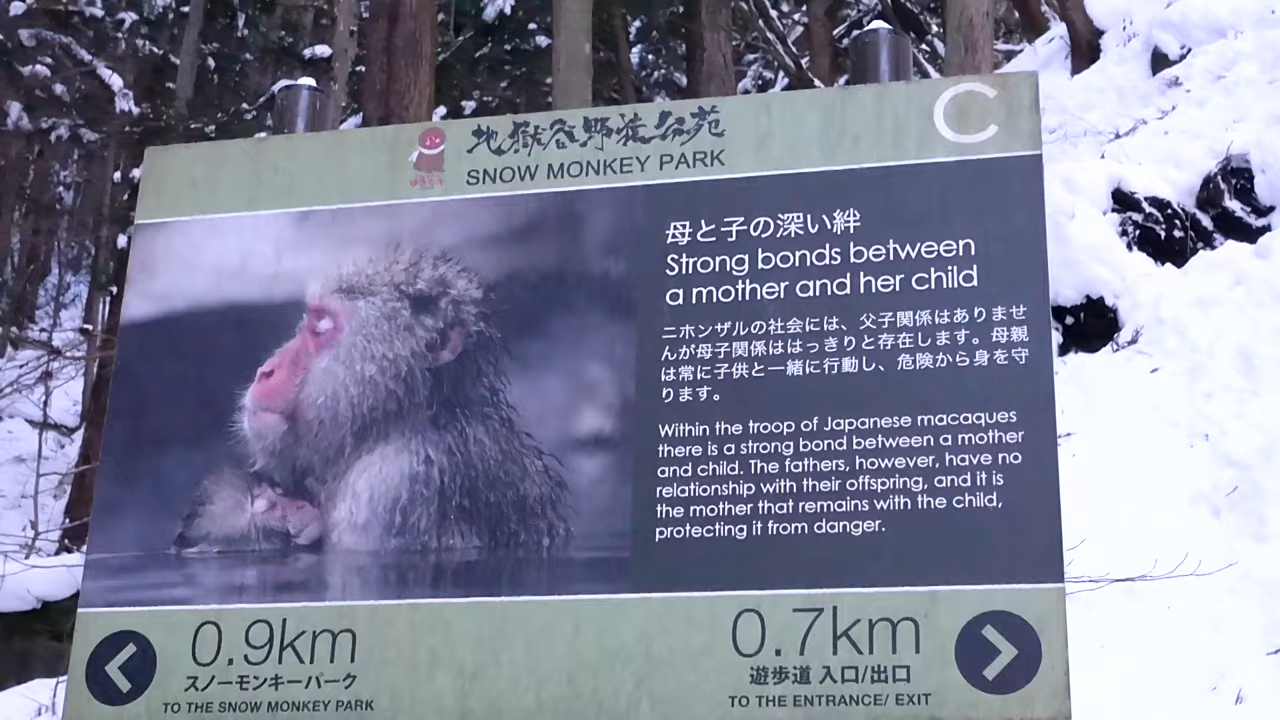 地獄谷野猿公苑
SNOW MONKEY PARK
C
母と子の深い絆
Strong bonds between
a mother and her child
ニホンザルの社会には、父子関係はありませ
んが母子関係ははっきりと存在します。母親
は常に子供と一緒に行動し、危険から身を守
ります。
Within the troop of Japanese macaques
there is a strong bond between a mother
and child. The fathers, however, have no
relationship with their offspring, and it is
the mother that remains with the child,
protecting it from danger.
0.9km
スノーモンキーパーク
TO THE SNOW MONKEY PARK
0.7km
遊歩道 入口/出口
TO THE ENTRANCE/ EXIT